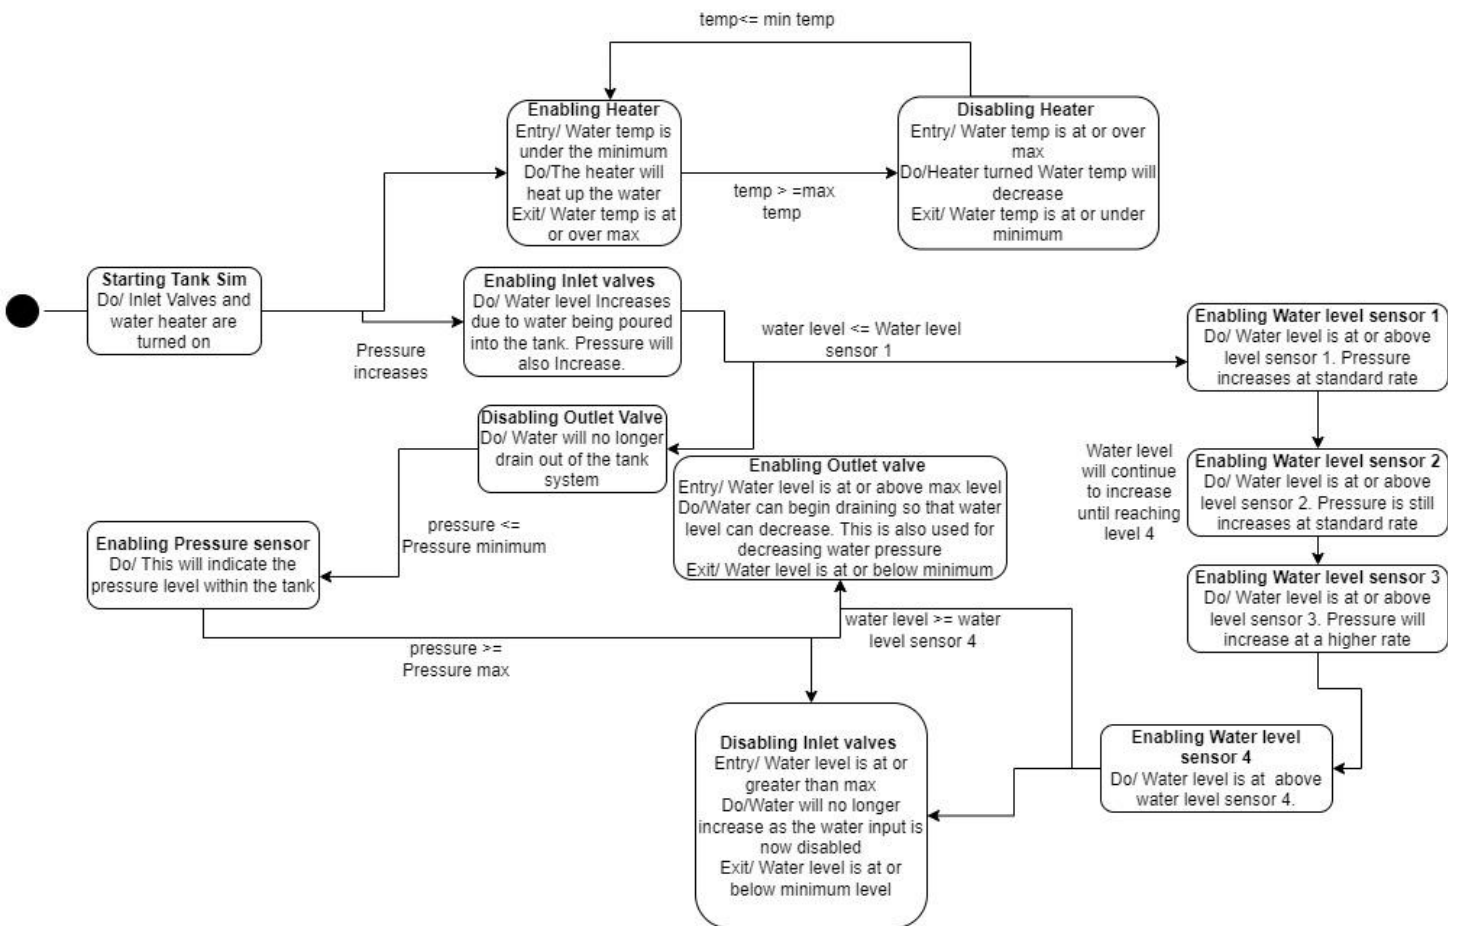 temp<= min temp
Enabling Heater
Entry/ Water temp is
under the minimum
Do/The heater will
heat up the water
Exit/ Water temp is at
or over max
temp > =max
temp
Disabling Heater
Entry/ Water temp is at or over
max
Do/Heater turned Water temp will
decrease
Exit/ Water temp is at or under
minimum
Starting Tank Sim
Do/ Inlet Valves and
water heater are
turned on
Pressure
increases
Enabling Inlet valves
Do/ Water level Increases
due to water being poured
into the tank. Pressure will
also Increase.
water level <= Water level
sensor 1
Enabling Water level sensor 1
Do/ Water level is at or above
level sensor 1. Pressure
increases at standard rate
Disabling Outlet Valve
Do/ Water will no longer
drain out of the tank
system
Enabling Outlet valve
Entry/ Water level is at or above max level
Do/Water can begin draining so that water
level can decrease. This is also used for
decreasing water pressure
Exit/ Water level is at or below minimum
Water level
will continue
to increase
until reaching
level 4
Enabling Water level sensor 2
Do/ Water level is at or above
level sensor 2. Pressure is still
increases at standard rate
pressure <=
Pressure minimum
Enabling Pressure sensor
Do/ This will indicate the
pressure level within the tank
Enabling Water level sensor 3
Do/ Water level is at or above
level sensor 3. Pressure will
increase at a higher rate
water level >= water
level sensor 4
pressure >=
Pressure max
Disabling Inlet valves
Entry/ Water level is at or
greater than max
Do/Water will no longer
increase as the water input is
now disabled
Exit/ Water level is at or
below minimum level
Enabling Water level
sensor 4
Do/ Water level is at  above
water level sensor 4.